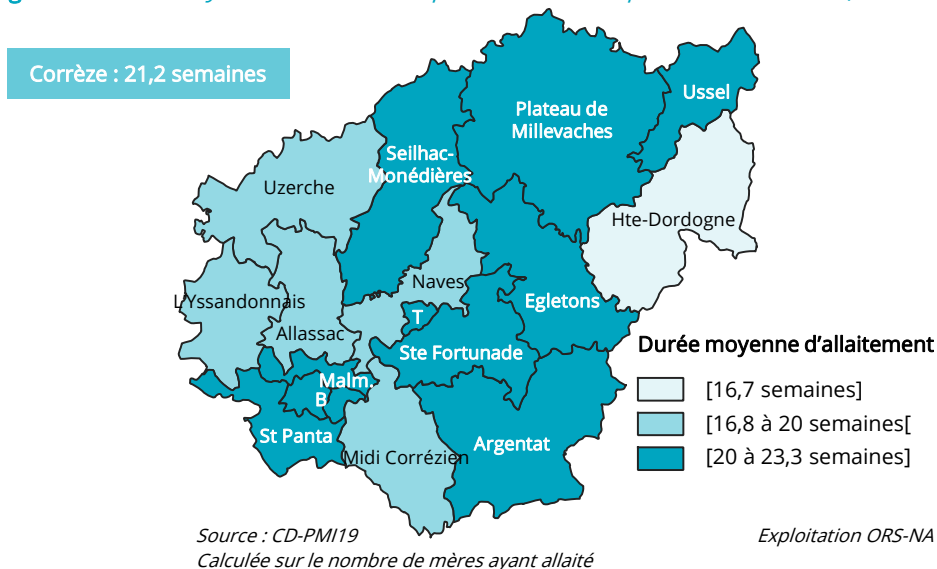 Corrèze : 21,2 semaines
Ussel
Plateau de
Millevaches
Seilhac-
Monédières
Uzerche
Hte-Dordogne
Naves
L'Yssandonnais
Egletons
T
Allassac
Ste Fortunade
Malm.
B
St Panta
Argentat
Midi Corrézien
Durée moyenne d'allaitement
[16,7 semaines]
[16,8 à 20 semaines[
[20 à 23,3 semaines]
Source : CD-PMI19
Exploitation ORS-NA
Calculée sur le nombre de mères ayant allaité